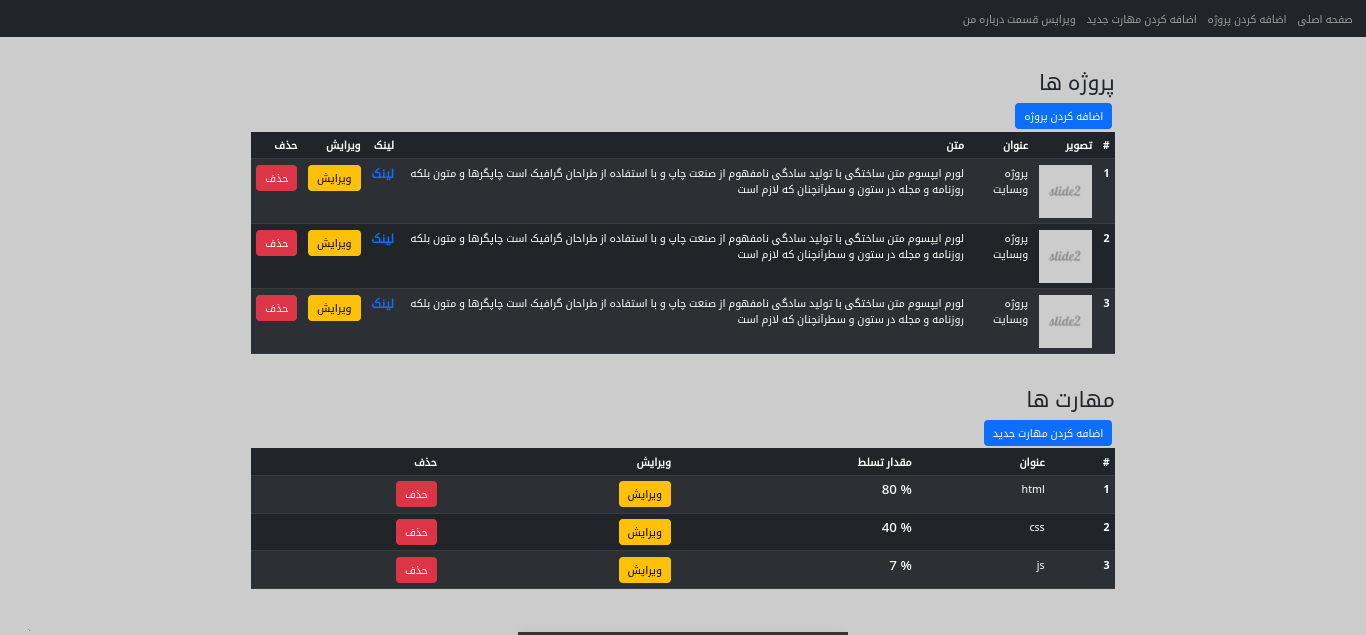 صفحه اصلی اضافه کردن پروژه اضافه کردن مهارت جدید ویرایس قسمت درباره من
پروژه ها
اضافه کردن پروژه
# تصویر عنوان متن لینک ویرایش حذف
1 slide2 پروژه وبسایت لورم ایپسوم متن ساختگی با تولید سادگی نامفهوم از صنعت چاپ و با استفاده از طراحان گرافیک است چاپگرها و متون بلکه لینک ویرایش حذف
روزنامه و مجله در ستون و سطرآنچنان که لازم است
2 slide2 پروژه وبسایت لورم ایپسوم متن ساختگی با تولید سادگی نامفهوم از صنعت چاپ و با استفاده از طراحان گرافیک است چاپگرها و متون بلکه لینک ویرایش حذف
روزنامه و مجله در ستون و سطرآنچنان که لازم است
3 slide2 پروژه وبسایت لورم ایپسوم متن ساختگی با تولید سادگی نامفهوم از صنعت چاپ و با استفاده از طراحان گرافیک است چاپگرها و متون بلکه لینک ویرایش حذف
روزنامه و مجله در ستون و سطرآنچنان که لازم است
مهارت ها
اضافه کردن مهارت جدید
# عنوان مقدار تسلط ویرایش حذف
1 html 80 % ویرایش حذف
2 css 40 % ویرایش حذف
3 js 7 % ویرایش حذف